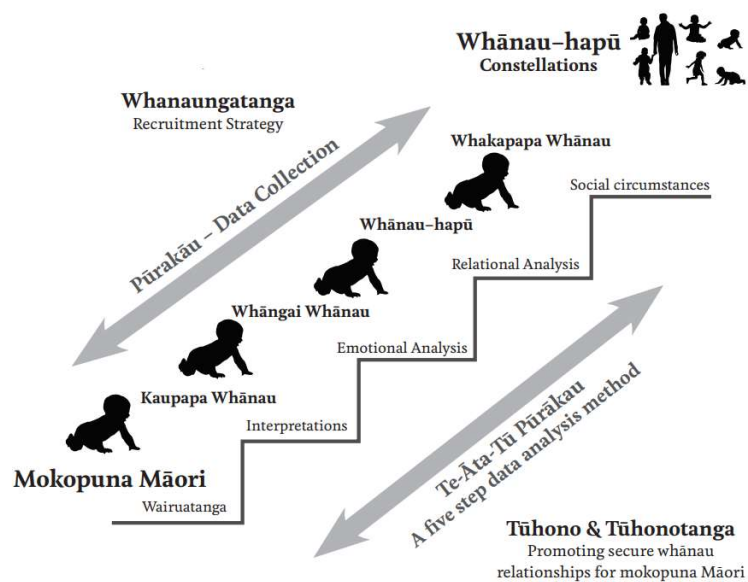 Whānau–hapū
Constellations
Whanaungatanga
Recruitment Strategy
Pūrakāu – Data Collection
Whakapapa Whānau
Social circumstances
Whānau–hapū
Relational Analysis
Whāngai Whānau
Emotional Analysis
Kaupapa Whānau
Interpretations
Mokopuna Māori
Wairuatanga
Te-Āta-Tū Pūrākau
A five step data analysis method
Tūhono & Tūhonotanga
Promoting secure whānau
relationships for mokopuna Māori